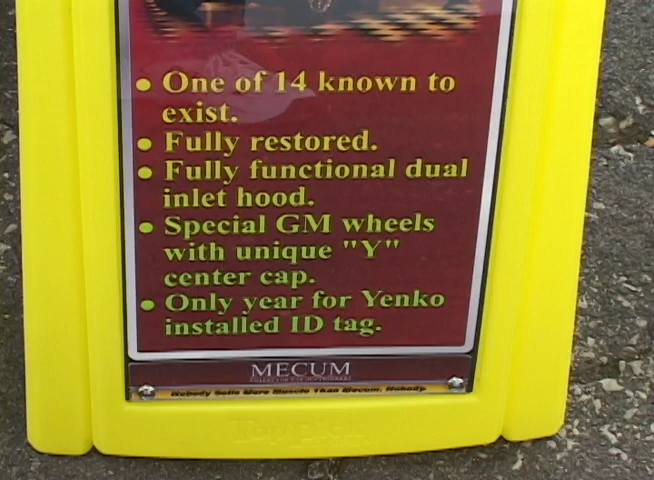 • One of 14 known to
exist.
• Fully restored.
• Fully functional dual
inlet hood.
• Special GM wheels
with unique "Y"
center cap.
• Only year for Yenko
installed ID tag.
MECUM
Nobody Sells More Muscle Than Mecum. Nobody.